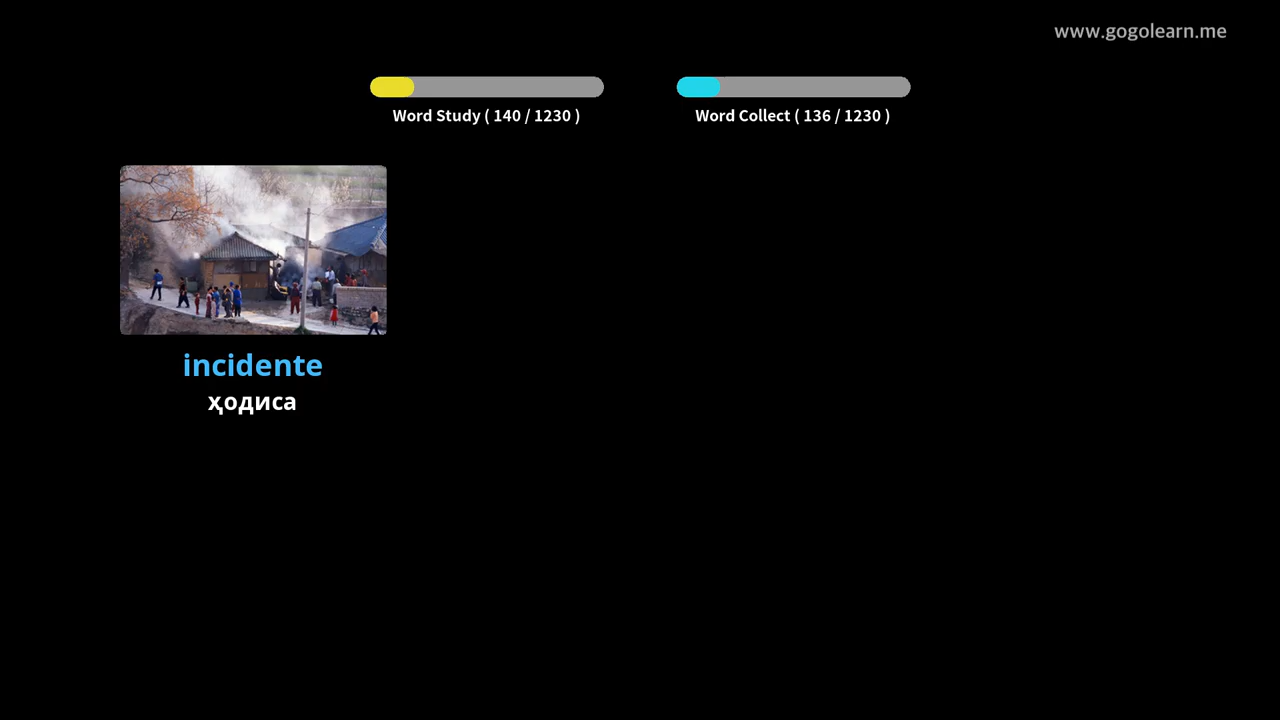 www.gogolearn.me
Word Study ( 140 / 1230 )
Word Collect ( 136 / 1230 )
incidente
ҳодиса